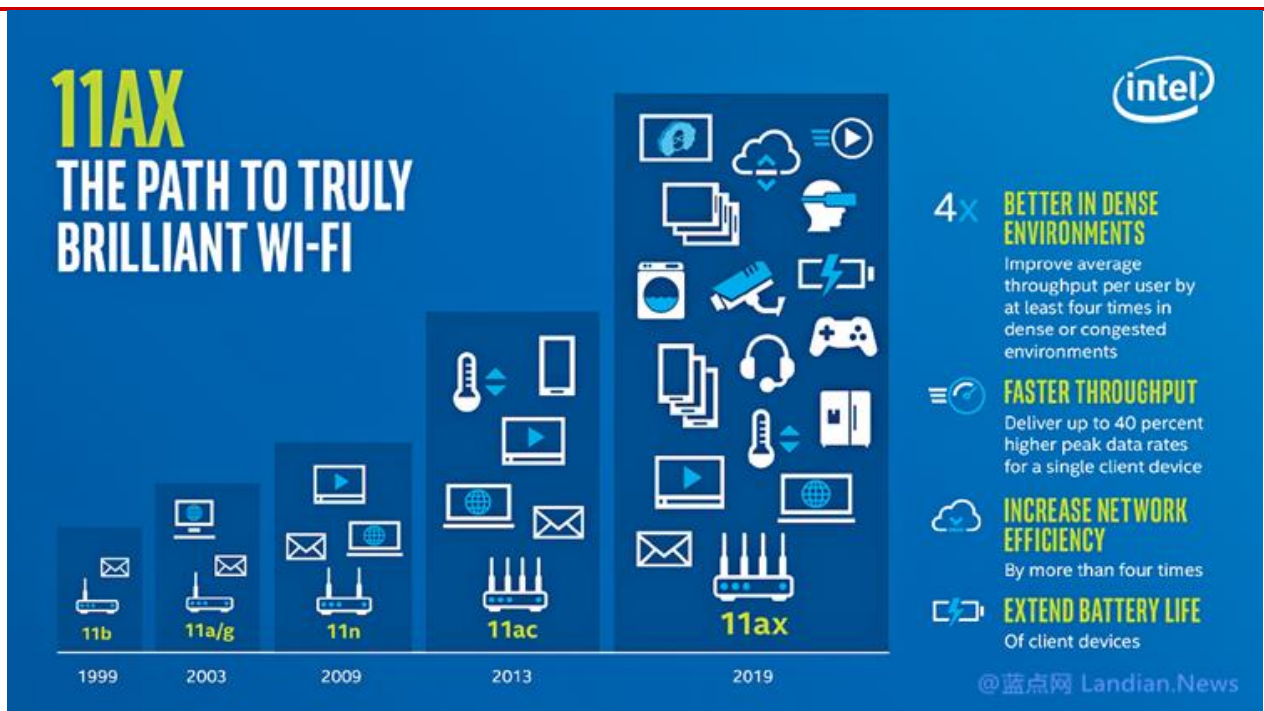 11AX
THE PATH TO TRULY
BRILLIANT WI-FI
intel
4x
BETTER IN DENSE
ENVIRONMENTS
Improve average
throughput per user by
at least four times in
dense or congested
environments
FASTER THROUGHPUT
Deliver up to 40 percent
higher peak data rates
for a single client device
INCREASE NETWORK
EFFICIENCY
By more than four times
EXTEND BATTERY LIFE
Of client devices
11b
11a/g
11n
11ac
11ax
1999
2003
2009
2013
2019
@蓝点网 Landian.News